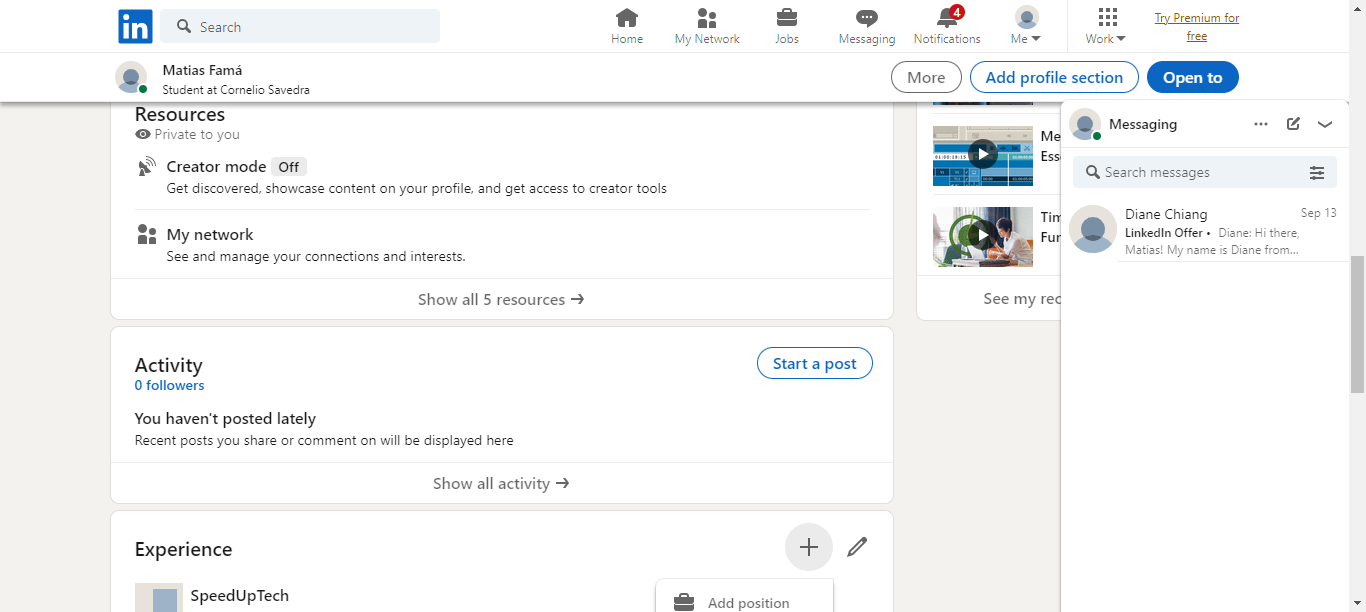 in
Search
Home
My Network
Jobs
Messaging
4
Notifications
Me
Work
Try Premium for
free
Matias Famá
Student at Cornelio Savedra
More
Add profile section
Open to
Resources
Private to you
Creator mode Off
Get discovered, showcase content on your profile, and get access to creator tools
My network
See and manage your connections and interests.
Show all 5 resources →
Activity
0 followers
Start a post
You haven't posted lately
Recent posts you share or comment on will be displayed here
Show all activity →
Experience
SpeedUpTech
Add position
Me
Ess
Tim
Fur
See my rec
Messaging
Search messages
Diane Chiang
Sep 13
LinkedIn Offer • Diane: Hi there,
Matias! My name is Diane from...